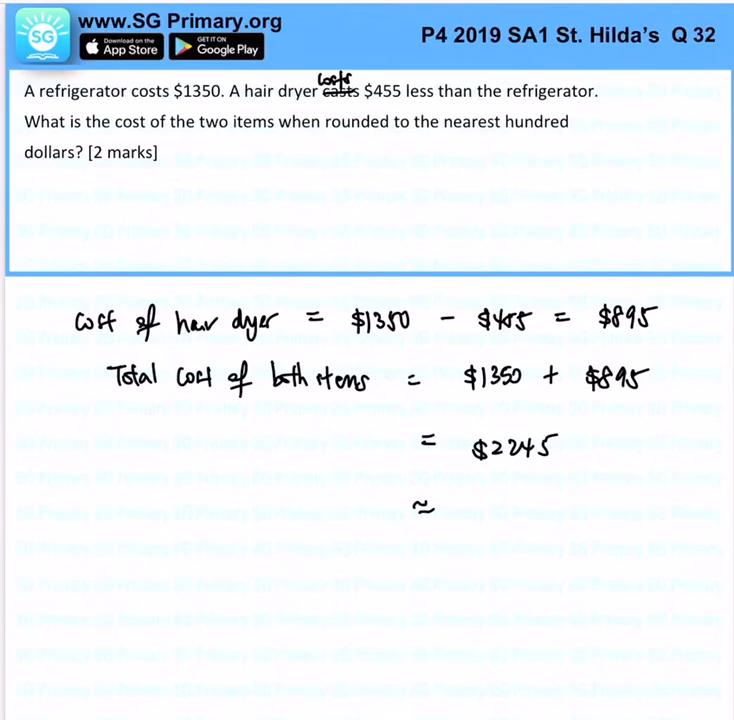 www.SG Primary.org
SG
Download on the
App Store
GET IT ON
Google Play
P4 2019 SA1 St. Hilda's Q 32
costs
A refrigerator costs $1350. A hair dryer casts $455 less than the refrigerator.
What is the cost of the two items when rounded to the nearest hundred
dollars? [2 marks]
Cost of hair dryer = $1350 - $455 = $895
Total cost of both items = $1350 + $895
= $2245
≈